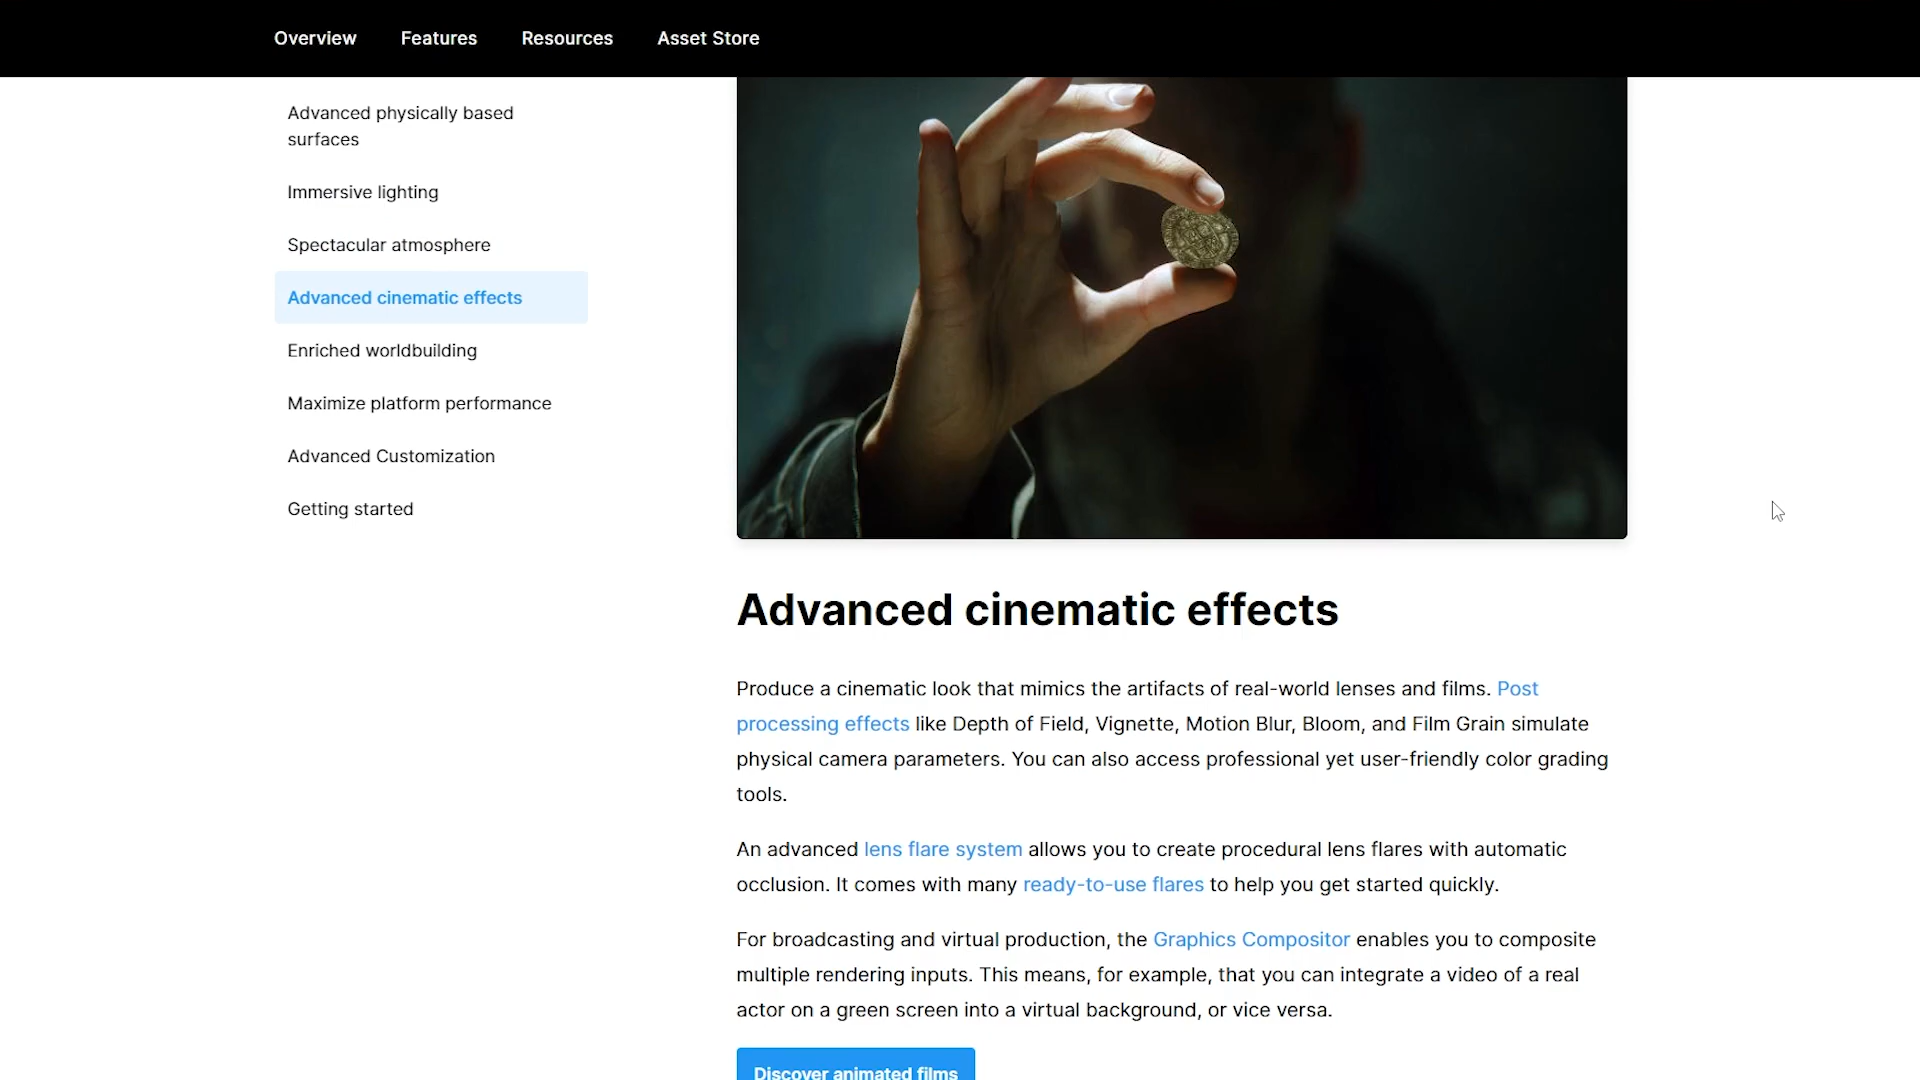 Overview Features Resources Asset Store
Advanced physically based
surfaces
Immersive lighting
Spectacular atmosphere
Advanced cinematic effects
Enriched worldbuilding
Maximize platform performance
Advanced Customization
Getting started
Advanced cinematic effects
Produce a cinematic look that mimics the artifacts of real-world lenses and films. Post
processing effects like Depth of Field, Vignette, Motion Blur, Bloom, and Film Grain simulate
physical camera parameters. You can also access professional yet user-friendly color grading
tools.
An advanced lens flare system allows you to create procedural lens flares with automatic
occlusion. It comes with many ready-to-use flares to help you get started quickly.
For broadcasting and virtual production, the Graphics Compositor enables you to composite
multiple rendering inputs. This means, for example, that you can integrate a video of a real
actor on a green screen into a virtual background, or vice versa.
Discover animated films